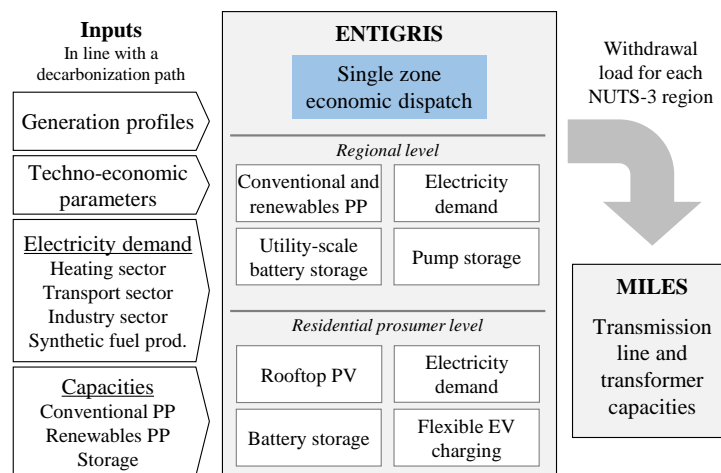 Inputs
In line with a
decarbonization path
Generation profiles
Techno-economic
parameters
Electricity demand
Heating sector
Transport sector
Industry sector
Synthetic fuel prod.
Capacities
Conventional PP
Renewables PP
Storage
ENTIGRIS
Single zone
economic dispatch
Regional level
Conventional and
renewables PP
Electricity
demand
Utility-scale
battery storage
Pump storage
Residential prosumer level
Rooftop PV
Electricity
demand
Battery storage
Flexible EV
charging
Withdrawal
load for each
NUTS-3 region
MILES
Transmission
line and
transformer
capacities